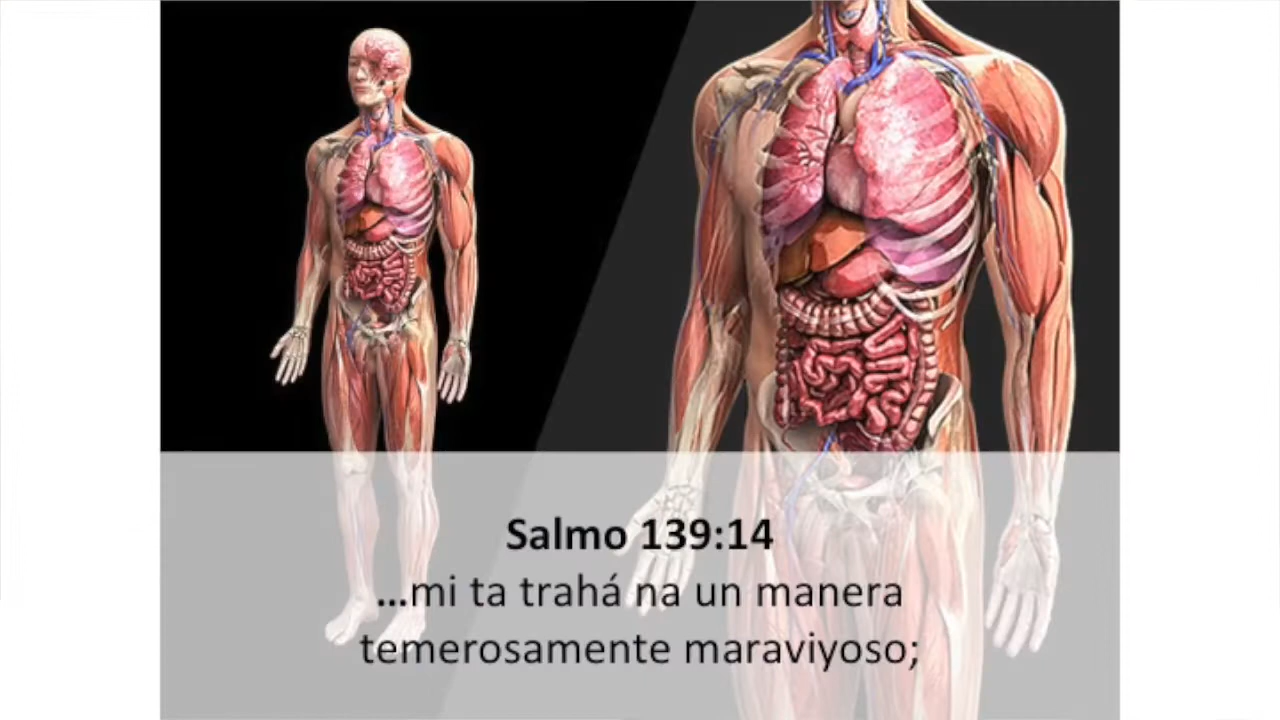 Salmo 139:14
...mi ta trahá na un manera
temerosamente maraviyoso;